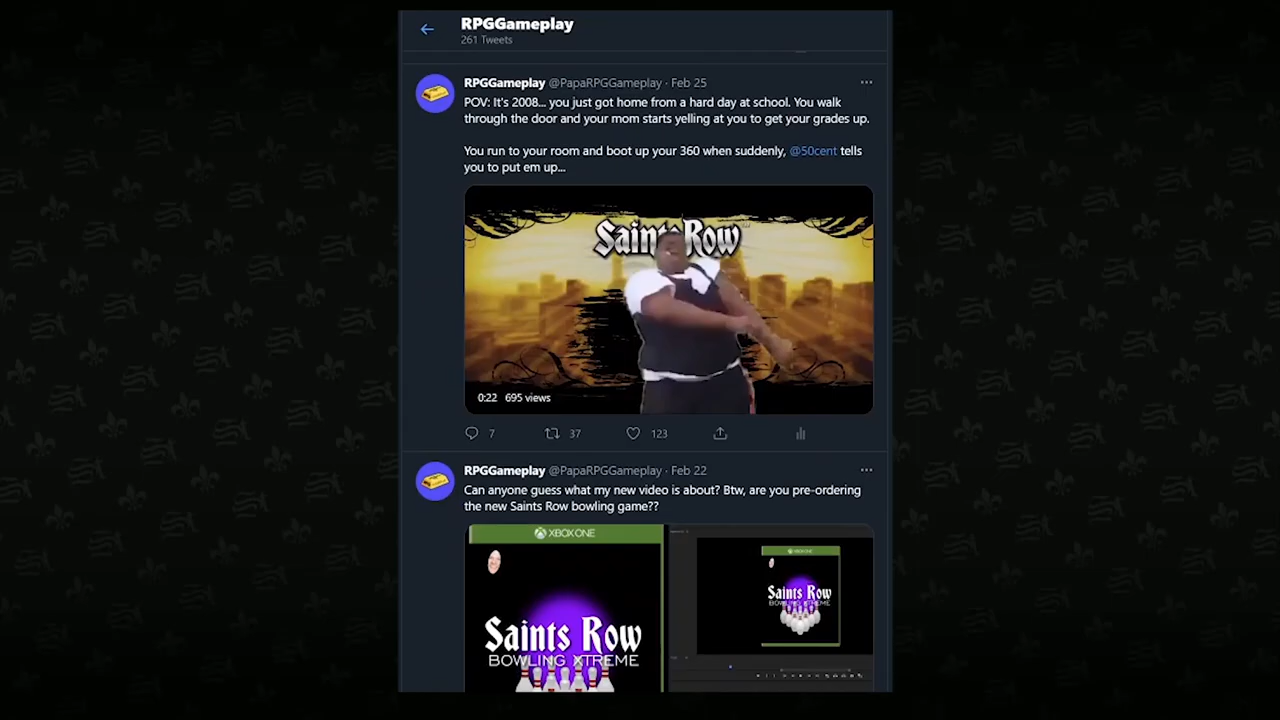 RPGGameplay
261 Tweets
RPGGameplay @PapaRPGGameplay · Feb 25
POV: It's 2008... you just got home from a hard day at school. You walk
through the door and your mom starts yelling at you to get your grades up.
You run to your room and boot up your 360 when suddenly, @50cent tells
you to put em up...
Saints Row
0:22 695 views
7 37 123
RPGGameplay @PapaRPGGameplay · Feb 22
Can anyone guess what my new video is about? Btw, are you pre-ordering
the new Saints Row bowling game??
XBOX ONE
Saints Row
BOWLING XTREME
XBOX ONE
Saints Row
BOWLING XTREME